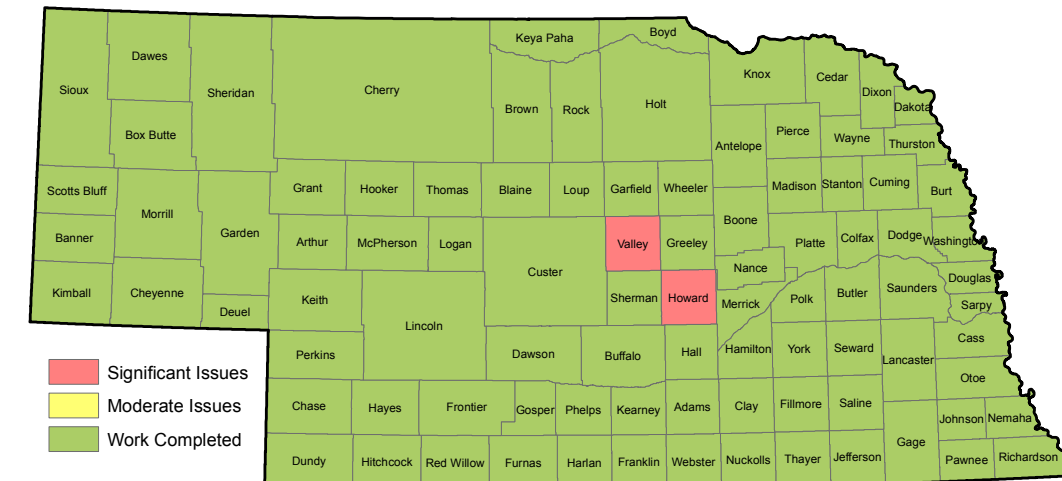 Keya Paha
Boyd
Dawes
Sioux
Sheridan
Cherry
Knox
Cedar
Dixon
Dakota
Brown
Rock
Holt
Box Butte
Pierce
Wayne
Thurston
Antelope
Scotts Bluff
Grant
Hooker
Thomas
Blaine
Loup
Garfield
Wheeler
Madison
Stanton
Cuming
Burt
Morrill
Boone
Banner
Garden
Arthur
McPherson
Logan
Custer
Valley
Greeley
Platte
Colfax
Dodge
Washington
Nance
Douglas
Kimball
Cheyenne
Keith
Sherman
Howard
Merrick
Polk
Butler
Saunders
Sarpy
Deuel
Lincoln
Perkins
Dawson
Buffalo
Hall
Hamilton
York
Seward
Lancaster
Cass
Otoe
Significant Issues
Moderate Issues
Work Completed
Chase
Hayes
Frontier
Gosper
Phelps
Kearney
Adams
Clay
Fillmore
Saline
Johnson
Nemaha
Gage
Dundy
Hitchcock
Red Willow
Furnas
Harlan
Franklin
Webster
Nuckolls
Thayer
Jefferson
Pawnee
Richardson